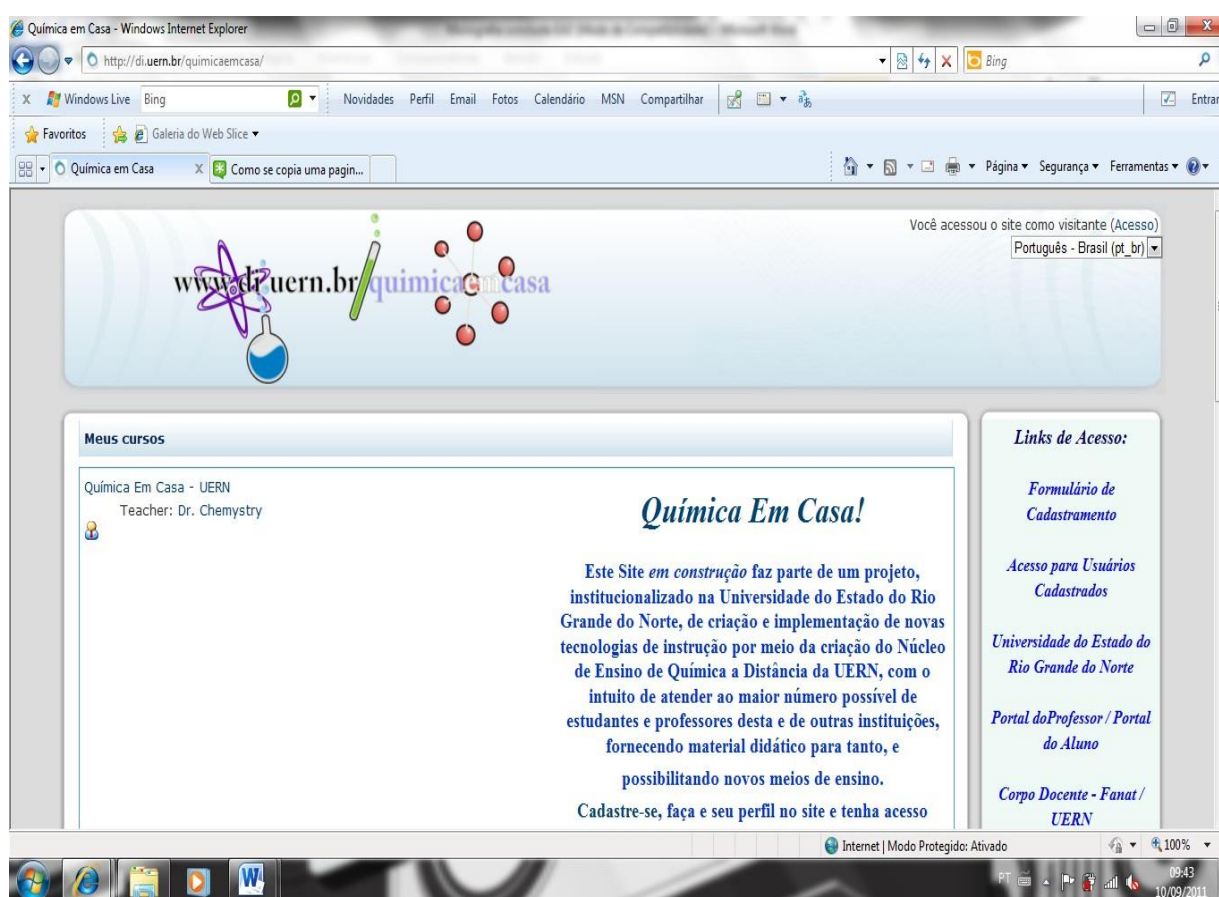 Química em Casa - Windows Internet Explorer
http://di.uern.br/quimicaemcasa/
Bing
X Windows Live Bing Novidades Perfil Email Fotos Calendário MSN Compartilhar Entrar
Favoritos Galeria do Web Slice
Química em Casa X Como se copia uma pagin...
Página Segurança Ferramentas
Você acessou o site como visitante (Acesso)
Português - Brasil (pt_br)
www.di.uern.br/quimicaemcasa
Meus cursos
Química Em Casa - UERN
Teacher: Dr. Chemystry
Química Em Casa!
Este Site em construção faz parte de um projeto,
institucionalizado na Universidade do Estado do Rio
Grande do Norte, de criação e implementação de novas
tecnologias de instrução por meio da criação do Núcleo
de Ensino de Química a Distância da UERN, com o
intuito de atender ao maior número possível de
estudantes e professores desta e de outras instituições,
fornecendo material didático para tanto, e
possibilitando novos meios de ensino.
Cadastre-se, faça e seu perfil no site e tenha acesso
Links de Acesso:
Formulário de
Cadastramento
Acesso para Usuários
Cadastrados
Universidade do Estado do
Rio Grande do Norte
Portal doProfessor / Portal
do Aluno
Corpo Docente - Fanat /
UERN
Internet | Modo Protegido: Ativado
100%
PT
09:43
10/09/2011